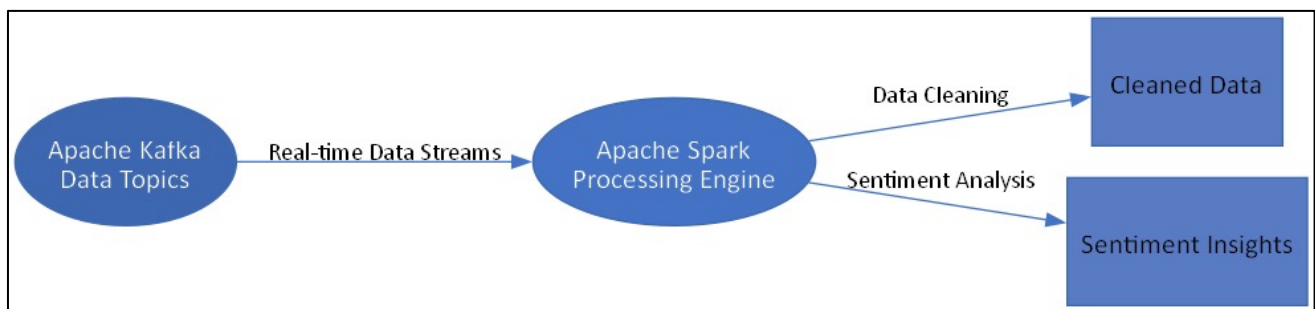 Apache Kafka
Data Topics
Real-time Data Streams
Apache Spark
Processing Engine
Data Cleaning
Cleaned Data
Sentiment Analysis
Sentiment Insights